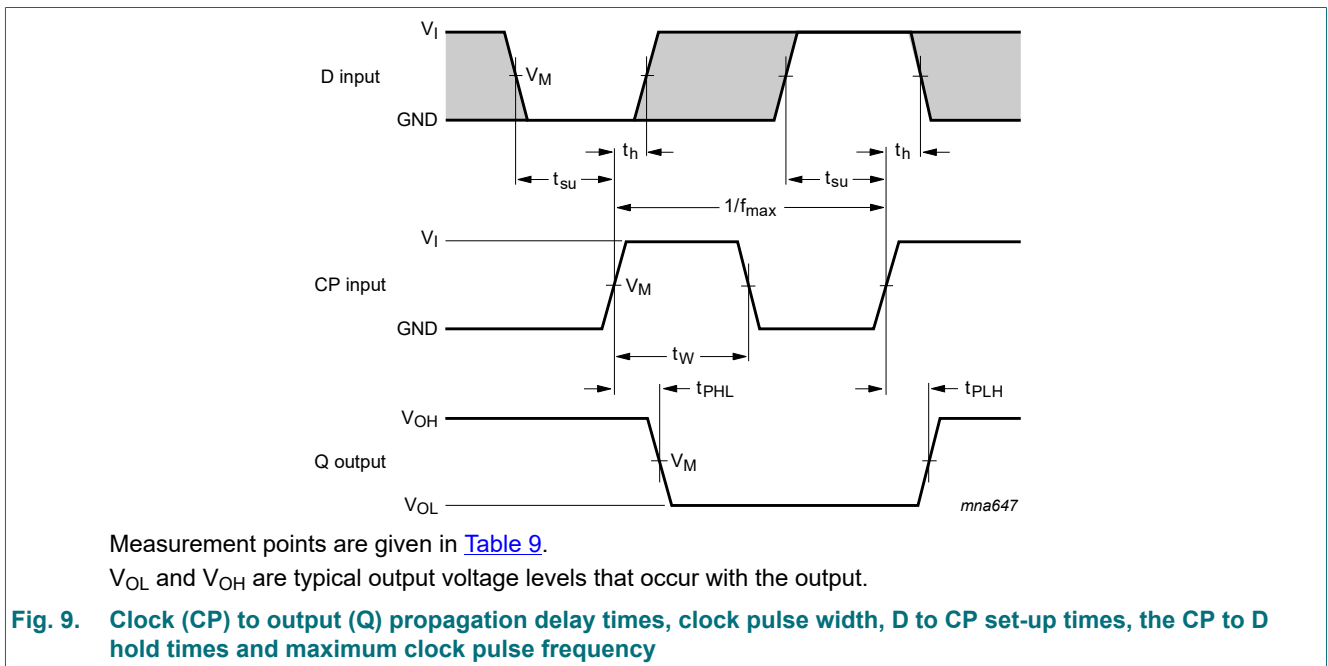 V_I
D input
V_M
GND
t_h
t_h
t_su
t_su
1/f_max
V_I
CP input
V_M
GND
t_W
t_PHL
t_PLH
V_OH
Q output
V_M
V_OL
mna647
Measurement points are given in Table 9.
V_OL and V_OH are typical output voltage levels that occur with the output.
Fig. 9. Clock (CP) to output (Q) propagation delay times, clock pulse width, D to CP set-up times, the CP to D
hold times and maximum clock pulse frequency